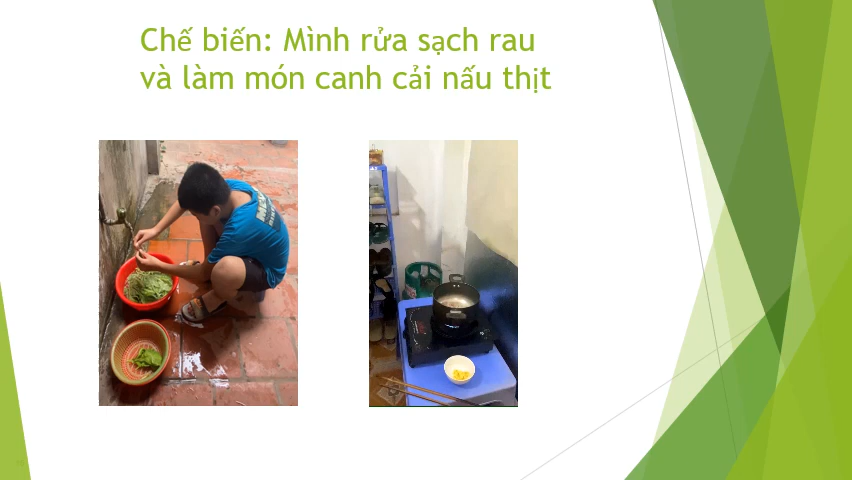 Chế biến: Mình rửa sạch rau
và làm món canh cải nấu thịt